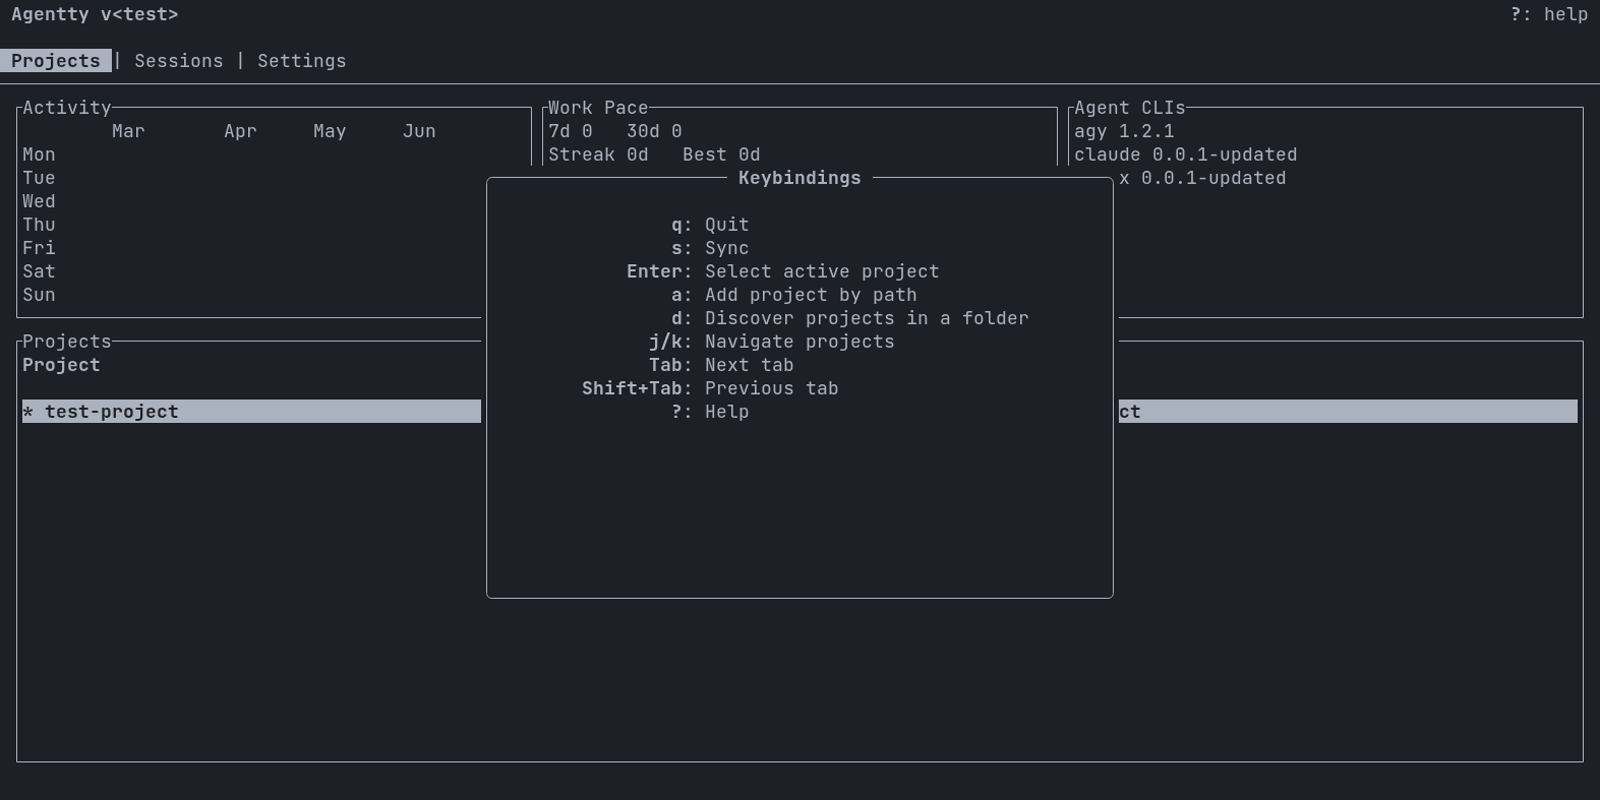 Agentty v<test>
?: help
Projects | Sessions | Settings
Activity
Mar Apr May Jun
Mon
Tue
Wed
Thu
Fri
Sat
Sun
Work Pace
7d 0 30d 0
Streak 0d Best 0d
Agent CLIs
agy 1.2.1
claude 0.0.1-updated
x 0.0.1-updated
Keybindings
q: Quit
s: Sync
Enter: Select active project
a: Add project by path
d: Discover projects in a folder
j/k: Navigate projects
Tab: Next tab
Shift+Tab: Previous tab
?: Help
Projects
Project
* test-project
ct